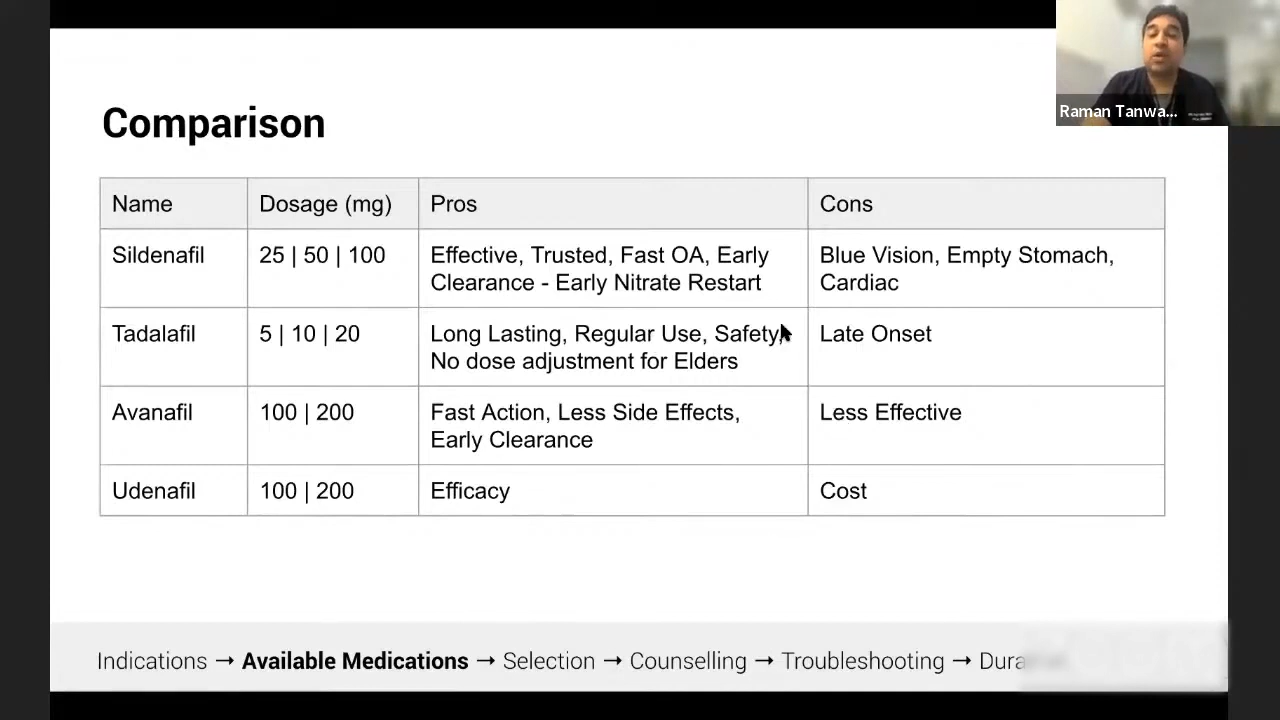 Raman Tanwa...
Comparison
Name Dosage (mg) Pros Cons
Sildenafil 25 | 50 | 100 Effective, Trusted, Fast OA, Early Blue Vision, Empty Stomach,
Clearance - Early Nitrate Restart Cardiac
Tadalafil 5 | 10 | 20 Long Lasting, Regular Use, Safety, Late Onset
No dose adjustment for Elders
Avanafil 100 | 200 Fast Action, Less Side Effects, Less Effective
Early Clearance
Udenafil 100 | 200 Efficacy Cost
Indications → Available Medications → Selection → Counselling → Troubleshooting →